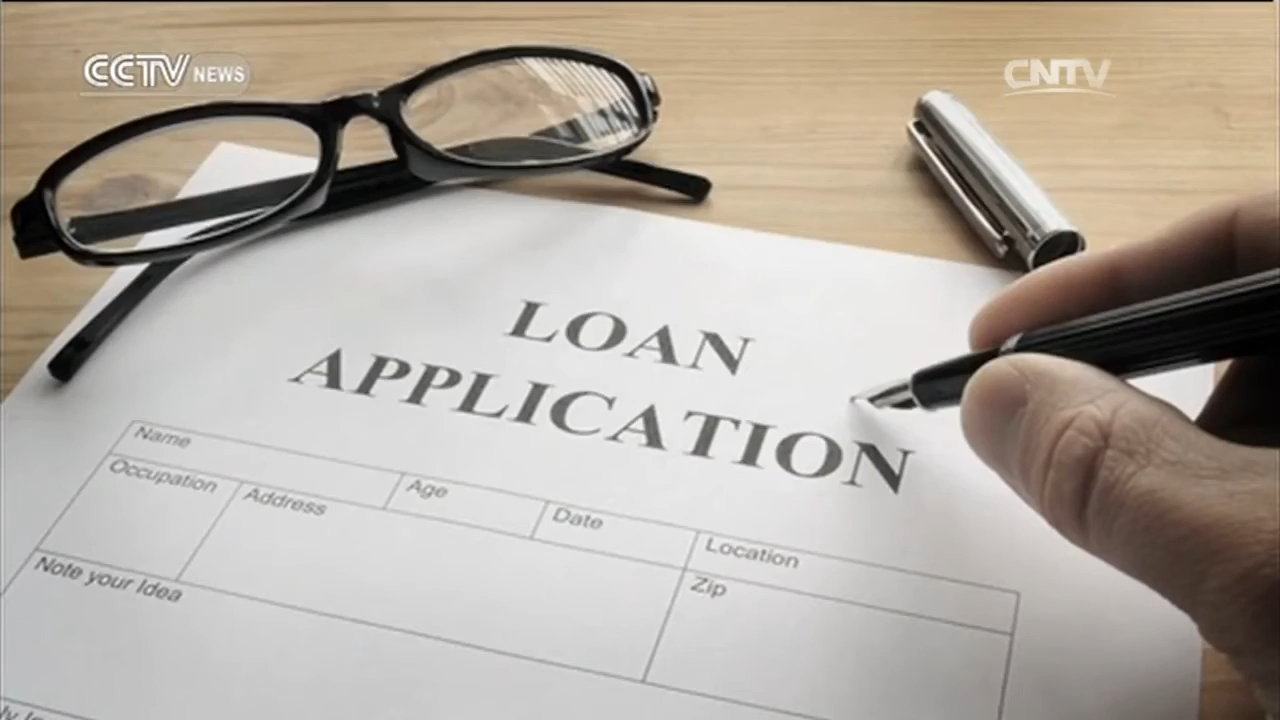 CCTV NEWS
CNTV
LOAN
APPLICATION
Name
Age
Date
Location
Occupation
Address
Zip
Note your Idea